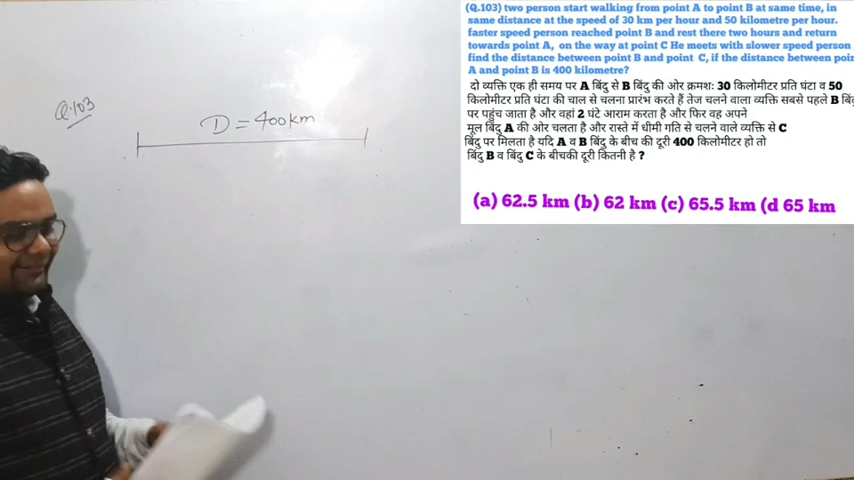 (Q.103) two person start walking from point A to point B at same time, in
same distance at the speed of 30 km per hour and 50 kilometre per hour.
faster speed person reached point B and rest there two hours and return
towards point A, on the way at point C He meets with slower speed person
find the distance between point B and point C, if the distance between
A and point B is 400 kilometre?
दो व्यक्ति एक ही समय पर A बिंदु से B बिंदु की ओर क्रमशः 30 किलोमीटर प्रति घंटा व 50
किलोमीटर प्रति घंटा की चाल से चलना प्रारंभ करते हैं तेज चलने वाला व्यक्ति सबसे पहले B
पर पहुंच जाता है और वहां 2 घंटे आराम करता है और फिर वह अपने
मूल बिंदु A की ओर चलता है और रास्ते में धीमी गति से चलने वाले व्यक्ति से C
बिंदु पर मिलता है यदि A व B बिंदु के बीच की दूरी 400 किलोमीटर हो तो
बिंदु B व बिंदु C के बीचकी दूरी कितनी है ?
(a) 62.5 km (b) 62 km (c) 65.5 km (d 65 km
Q.103
D = 400km